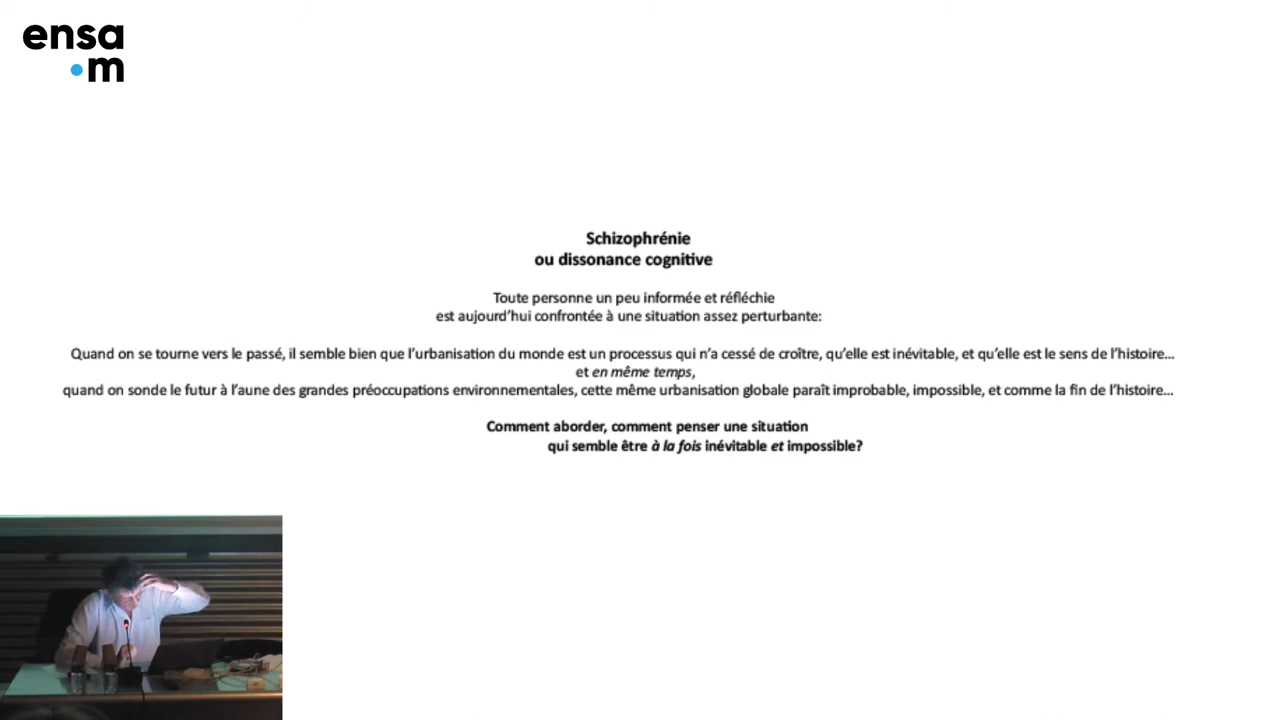 ensa
•m
Schizophrénie
ou dissonance cognitive
Toute personne un peu informée et réfléchie
est aujourd'hui confrontée à une situation assez perturbante:
Quand on se tourne vers le passé, il semble bien que l'urbanisation du monde est un processus qui n'a cessé de croître, qu'elle est inévitable, et qu'elle est le sens de l'histoire...
et en même temps,
quand on sonde le futur à l'aune des grandes préoccupations environnementales, cette même urbanisation globale paraît improbable, impossible, et comme la fin de l'histoire...
Comment aborder, comment penser une situation
qui semble être à la fois inévitable et impossible?